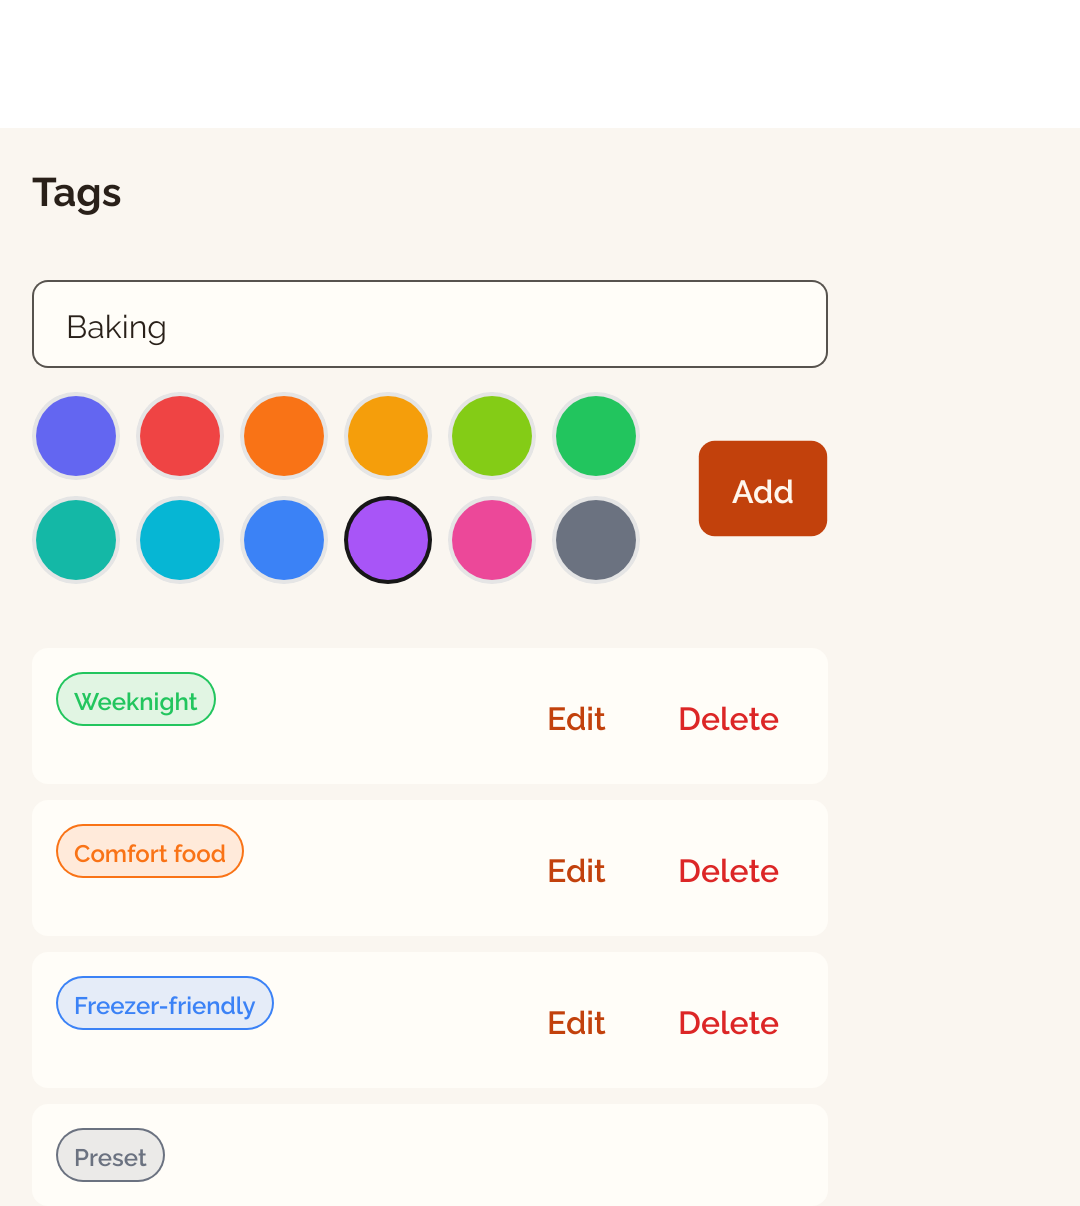 Tags
Baking
Add
Weeknight
Edit Delete
Comfort food
Edit Delete
Freezer-friendly
Edit Delete
Preset